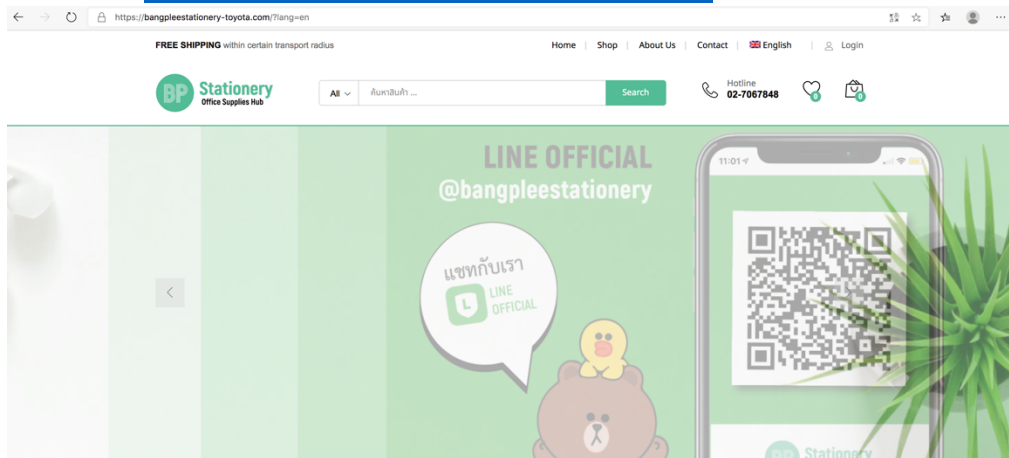 https://bangpleestationery-toyota.com/?lang=en
FREE SHIPPING within certain transport radius
Home Shop About Us Contact English Login
BP Stationery
Office Supplies Hub
All
ค้นหาสินค้า ...
Search
Hotline
02-7067848
0
0
LINE OFFICIAL
@bangpleestationery
แชทกับเรา
L
LINE
OFFICIAL
11:01
BP Stationery